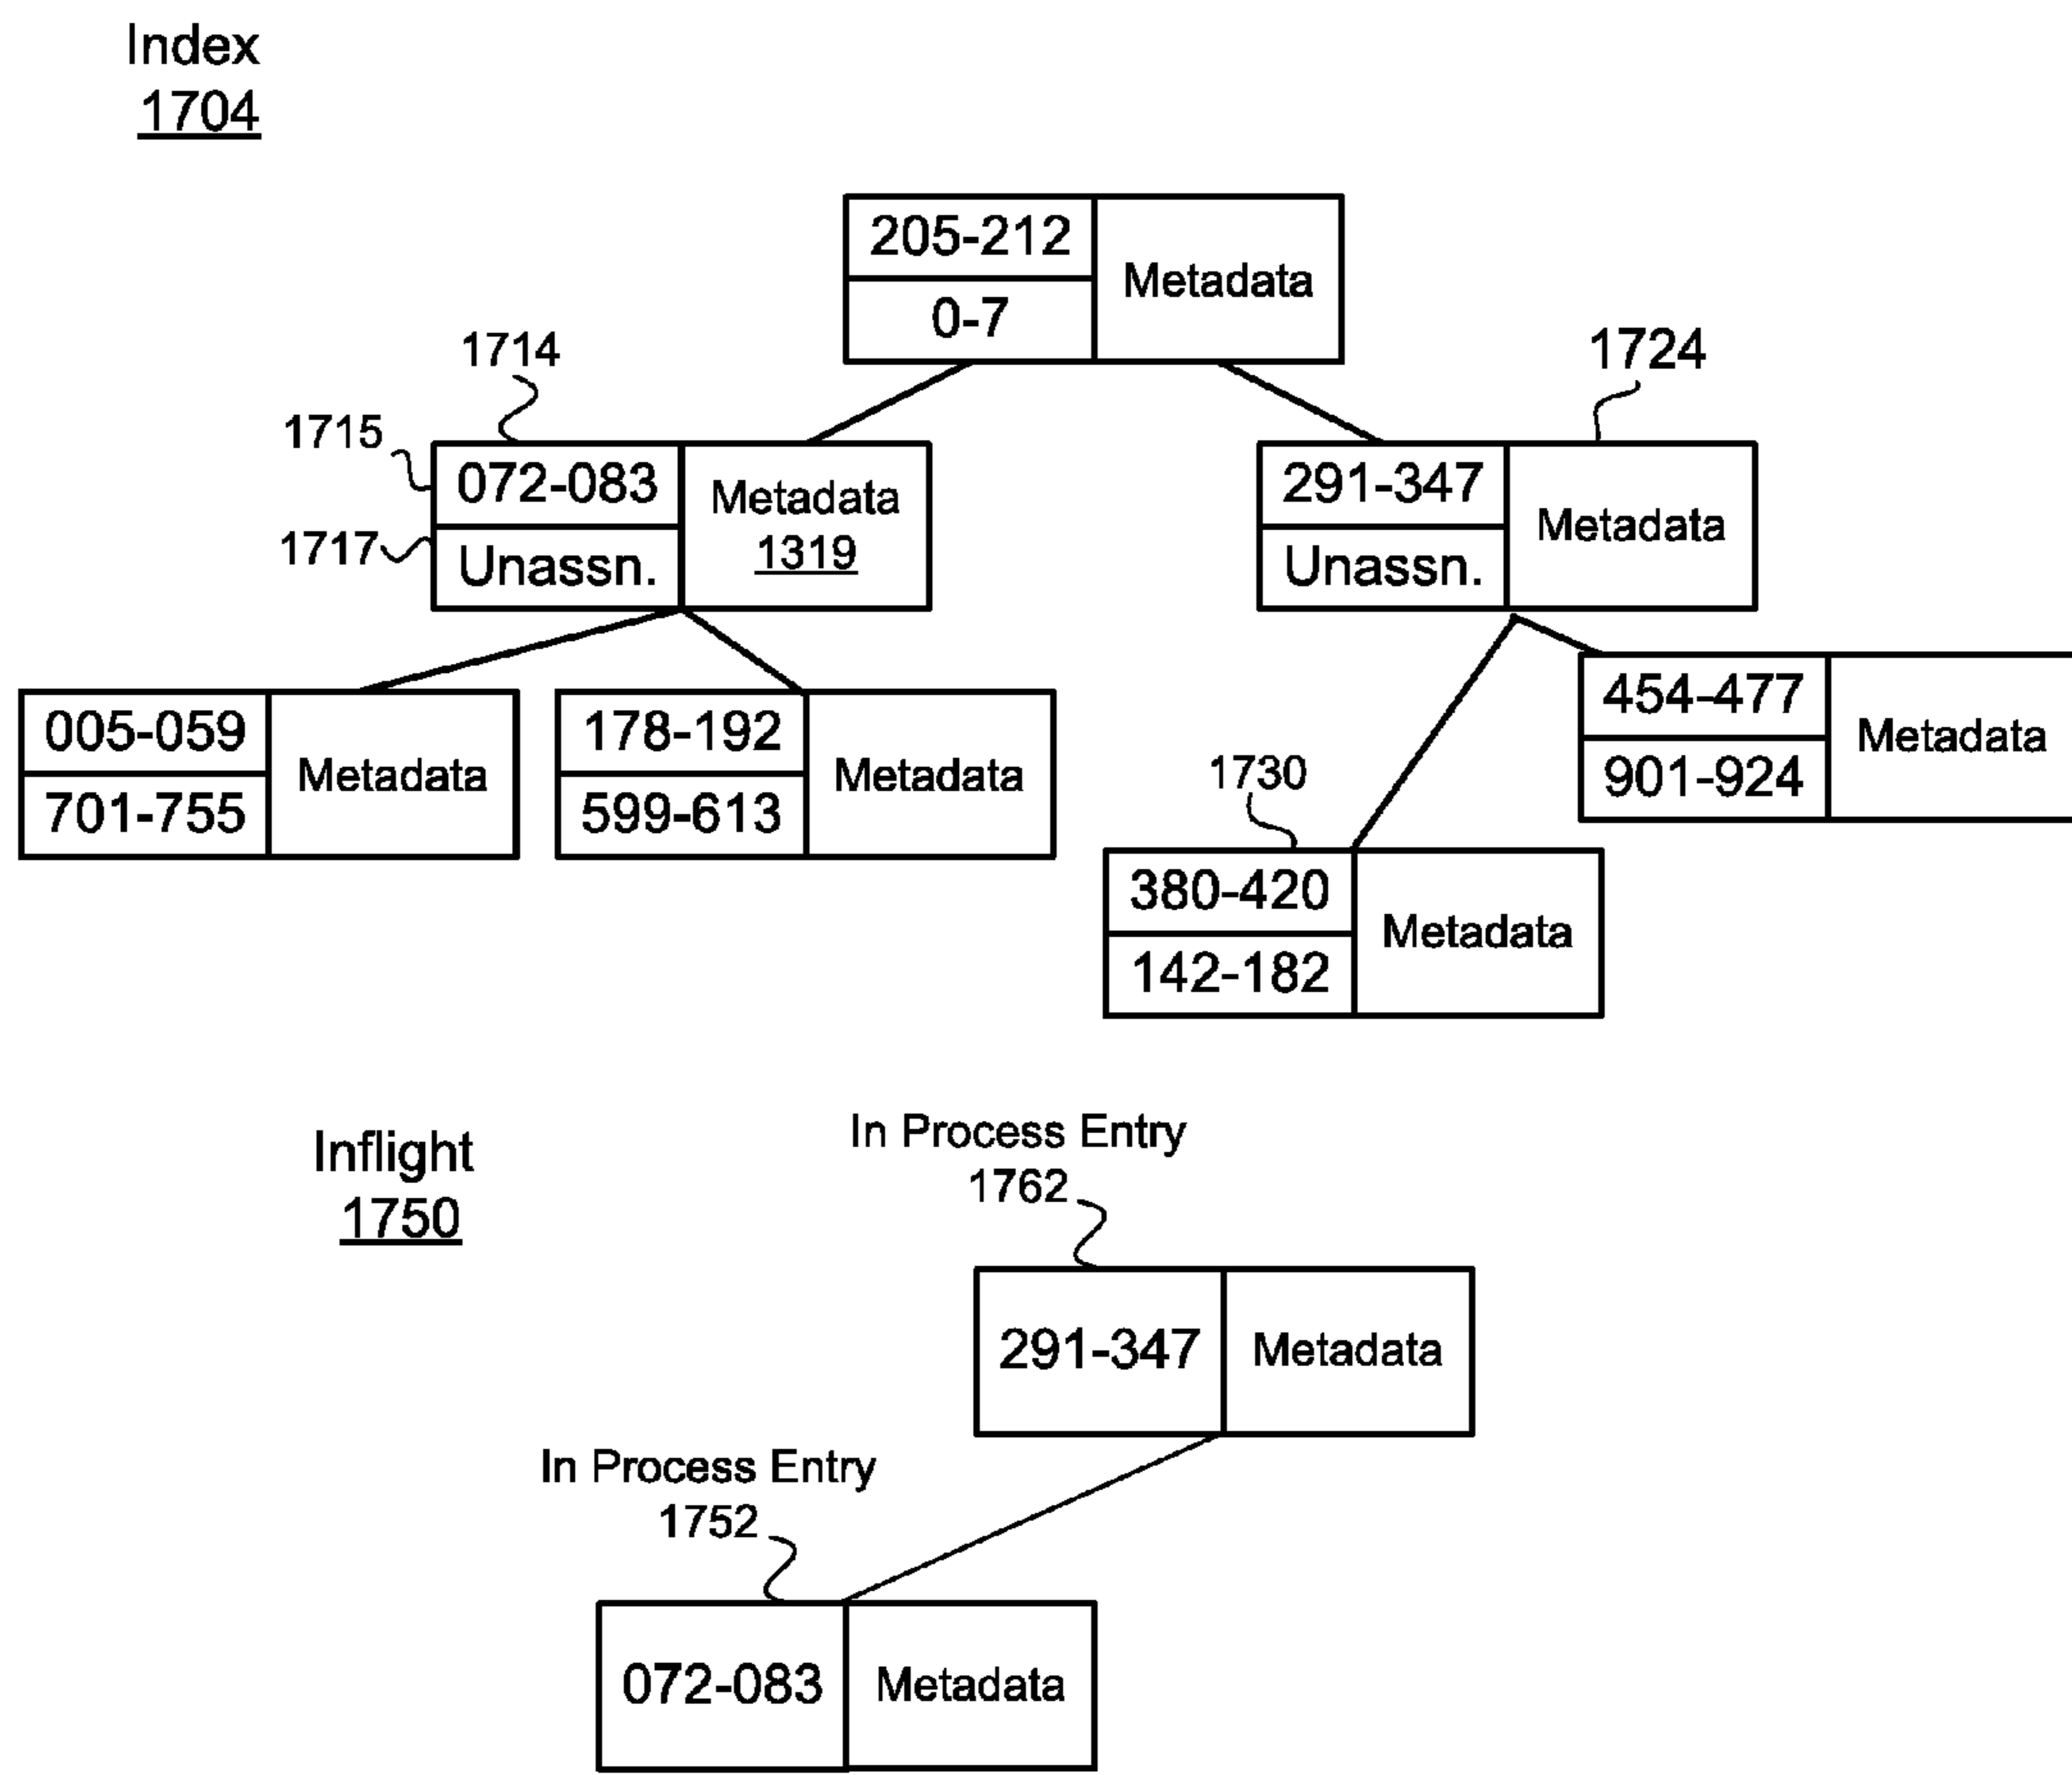 Index
1704
205-212
0-7
Metadata
1714
1724
1715
1717
072-083
Unassn.
Metadata
1319
291-347
Unassn.
Metadata
005-059
701-755
Metadata
178-192
599-613
Metadata
454-477
901-924
Metadata
1730
380-420
142-182
Metadata
Inflight
1750
In Process Entry
1762
291-347
Metadata
In Process Entry
1752
072-083
Metadata